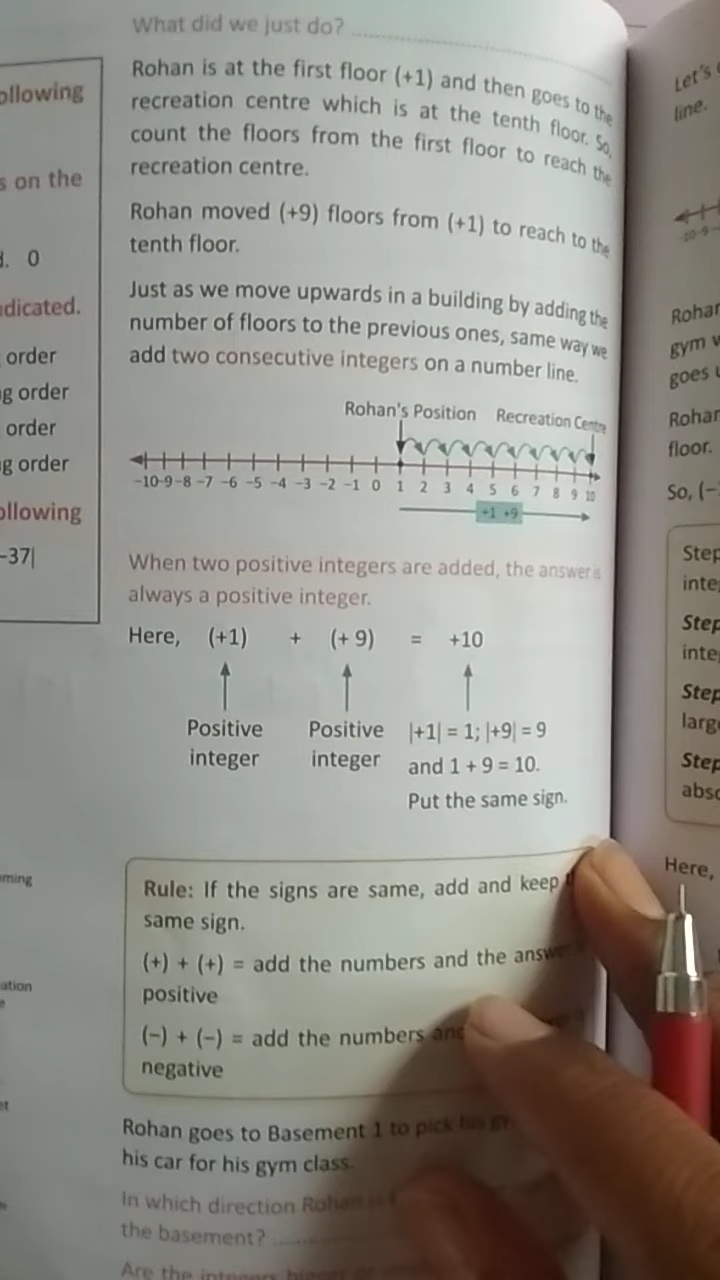 What did we just do?
Rohan is at the first floor (+1) and then goes to the
recreation centre which is at the tenth floor. So,
count the floors from the first floor to reach the
recreation centre.
Rohan moved (+9) floors from (+1) to reach to the
tenth floor.
Just as we move upwards in a building by adding the
number of floors to the previous ones, same way we
add two consecutive integers on a number line.
Rohan's Position Recreation Centre
-10 -9 -8 -7 -6 -5 -4 -3 -2 -1 0 1 2 3 4 5 6 7 8 9 10
+1 +9
When two positive integers are added, the answer is
always a positive integer.
Here, (+1) + (+ 9) = +10
Positive Positive |+1| = 1; |+9| = 9
integer integer and 1 + 9 = 10.
Put the same sign.
Rule: If the signs are same, add and keep
same sign.
(+) + (+) = add the numbers and the
positive
(−) + (−) = add the numbers
negative
Rohan goes to Basement 1 to pick his
his car for his gym class.
In which direction
the basement?
Are the integers
ollowing
s on the
d. 0
dicated.
order
g order
order
g order
ollowing
-37|
ming
ation
Let's
line.
-10 -9
Rohan
gym
goes
Rohan
floor.
So, (−
Step
inte
Step
inte
Step
larg
Step
abso
Here,